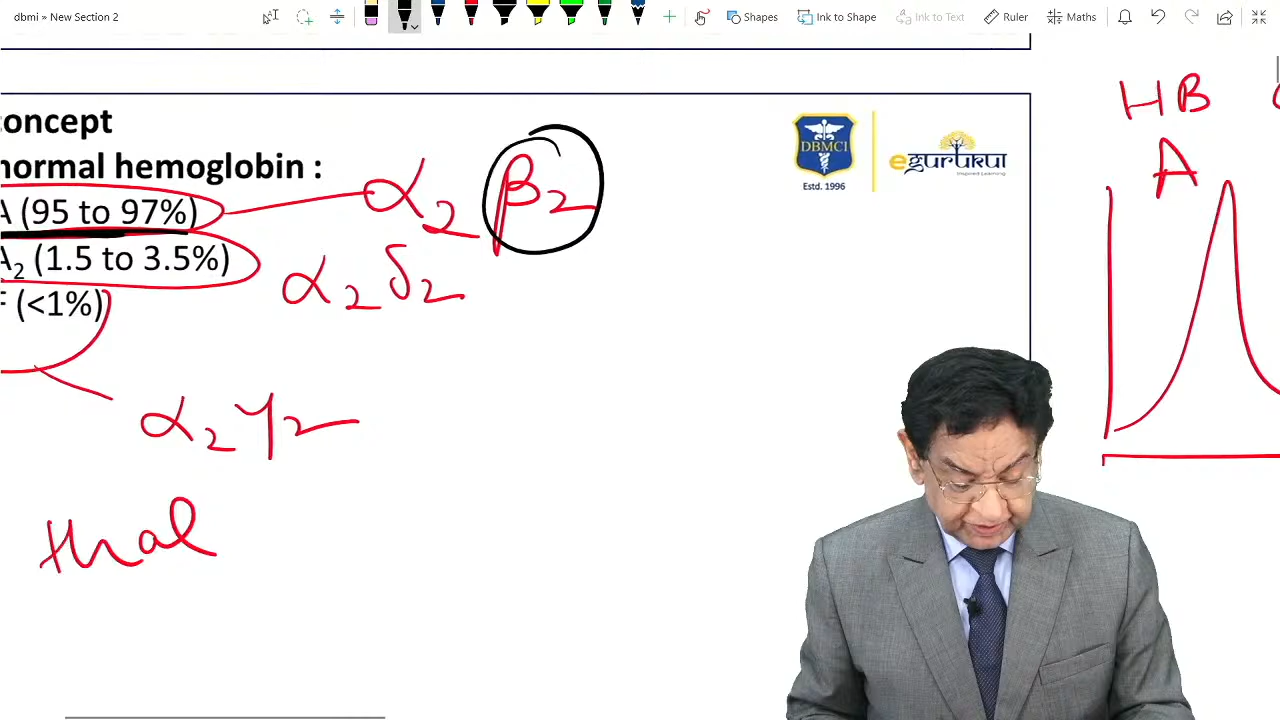 dbmi » New Section 2
Shapes
Ink to Shape
Ink to Text
Ruler
Maths
oncept
normal hemoglobin :
A (95 to 97%)
α2 β2
A2 (1.5 to 3.5%)
α2 δ2
F (<1%)
α2 γ2
thal
DBMCI
Estd. 1996
egurukul
HB
A